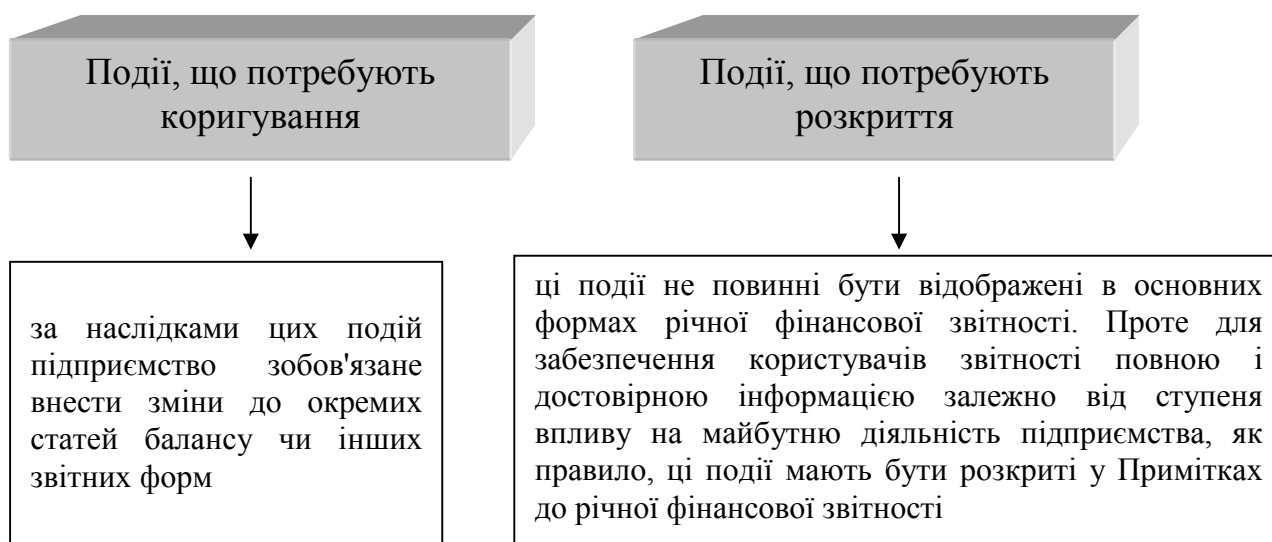 Події, що потребують
коригування
Події, що потребують
розкриття
за наслідками цих подій
підприємство зобов'язане
внести зміни до окремих
статей балансу чи інших
звітних форм
ці події не повинні бути відображені в основних
формах річної фінансової звітності. Проте для
забезпечення користувачів звітності повною і
достовірною інформацією залежно від ступеня
впливу на майбутню діяльність підприємства, як
правило, ці події мають бути розкриті у Примітках
до річної фінансової звітності